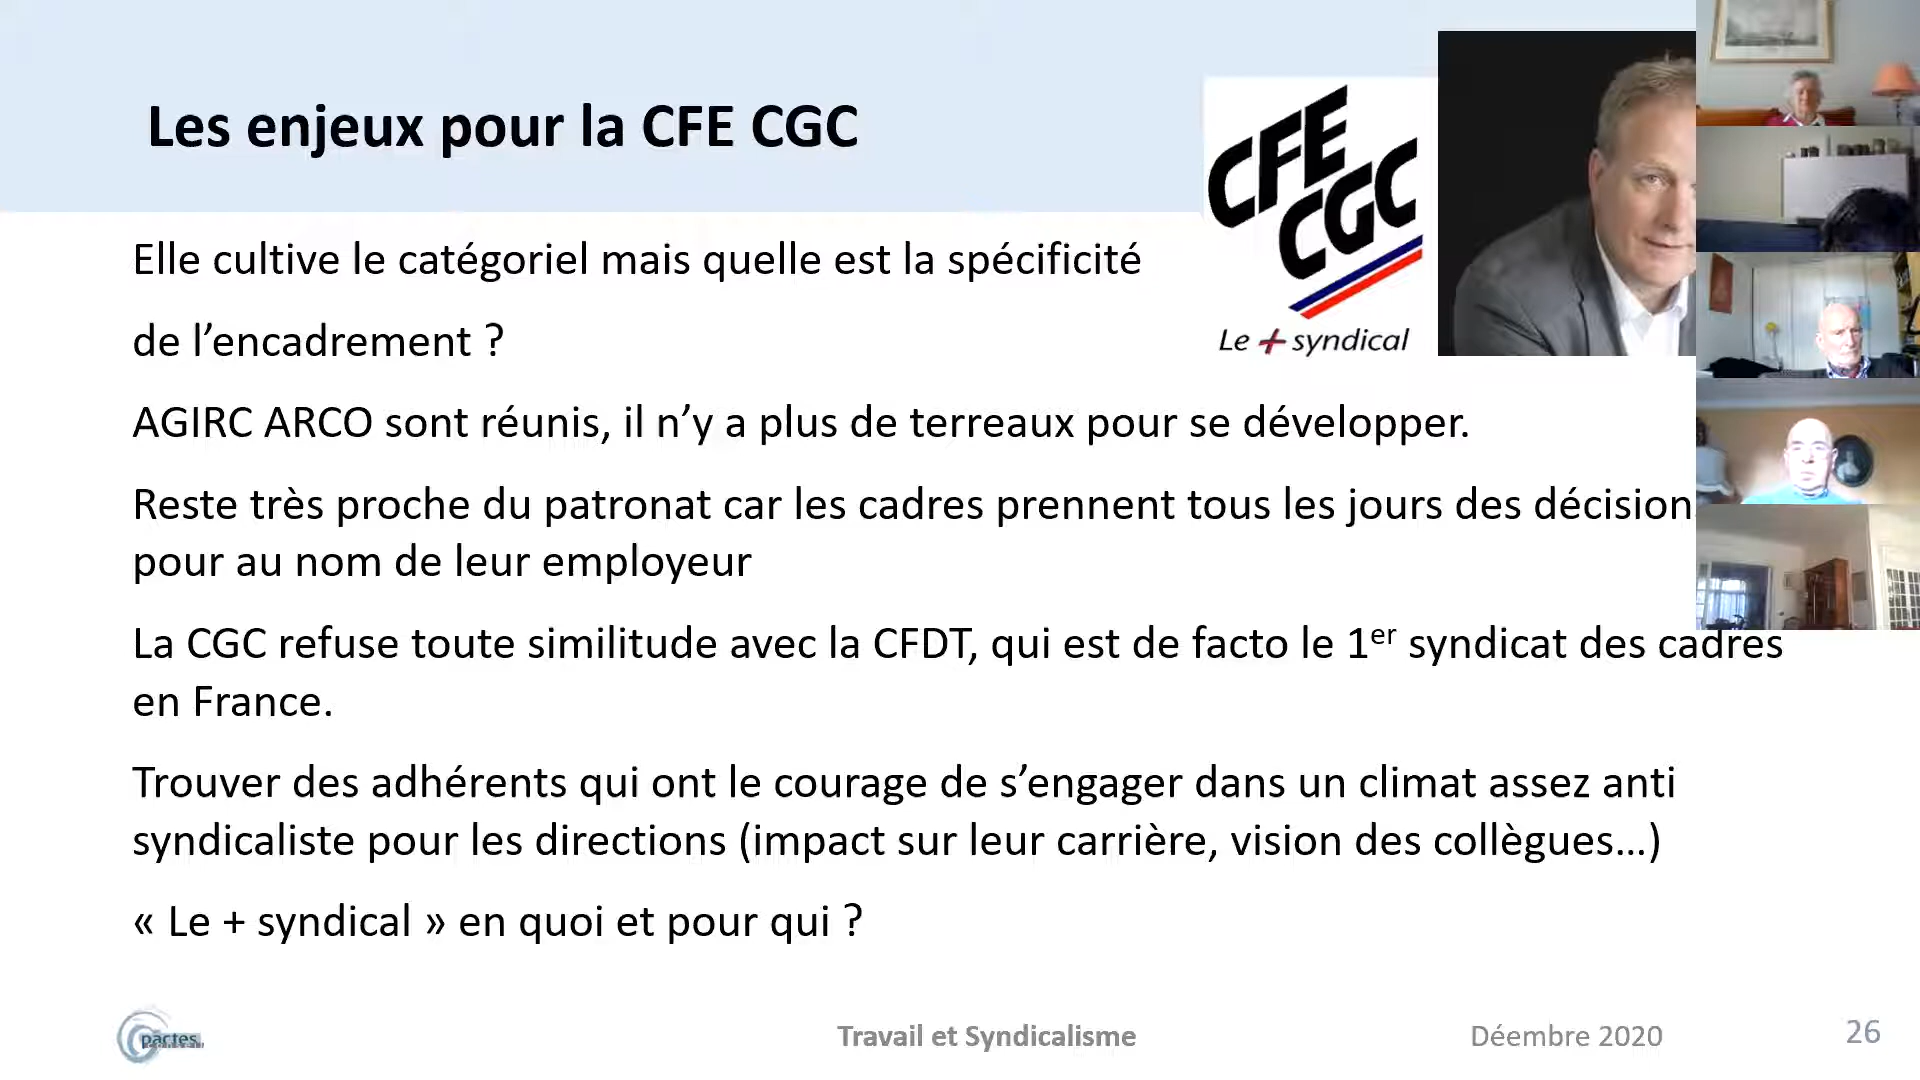 Les enjeux pour la CFE CGC
CFE
CGC
Le + syndical
Elle cultive le catégoriel mais quelle est la spécificité
de l’encadrement ?
AGIRC ARCO sont réunis, il n’y a plus de terreaux pour se développer.
Reste très proche du patronat car les cadres prennent tous les jours des décision
pour au nom de leur employeur
La CGC refuse toute similitude avec la CFDT, qui est de facto le 1er syndicat des cadres
en France.
Trouver des adhérents qui ont le courage de s’engager dans un climat assez anti
syndicaliste pour les directions (impact sur leur carrière, vision des collègues…)
« Le + syndical » en quoi et pour qui ?
pactes
conseil
Travail et Syndicalisme
Déembre 2020
26